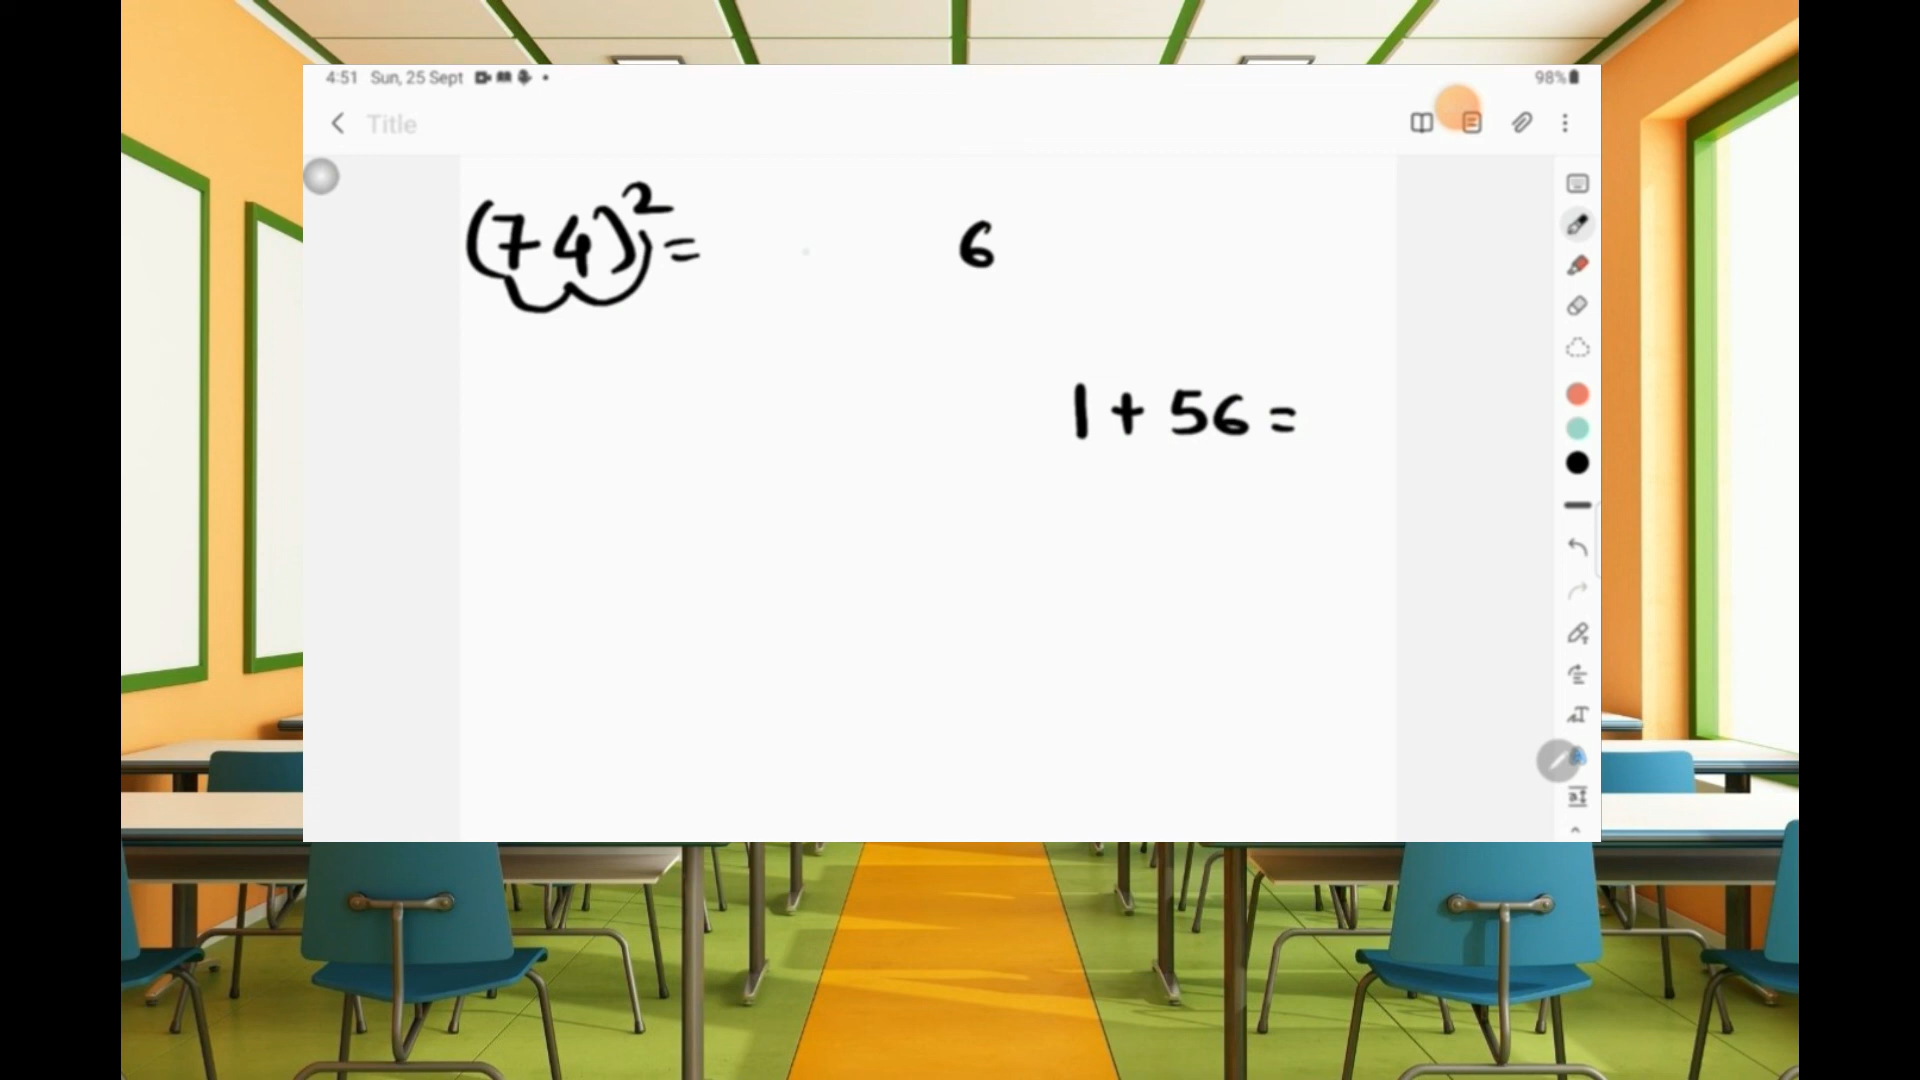 4:51 Sun, 25 Sept 98%
Title
(74)² = 6
1 + 56 =